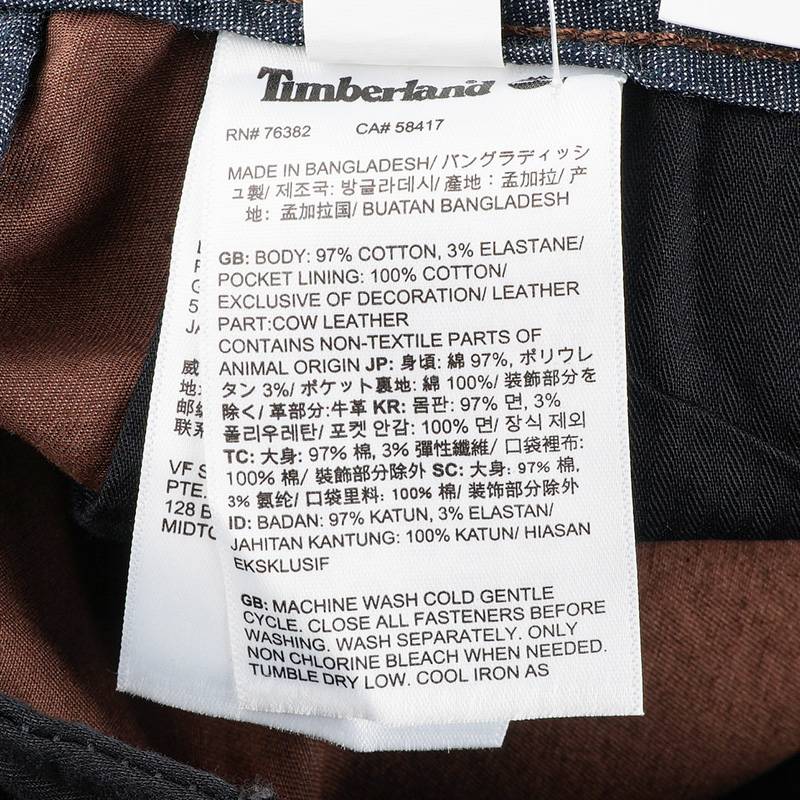 Timberland
RN# 76382 CA# 58417
MADE IN BANGLADESH/ バングラディッシ
ュ製/ 제조국: 방글라데시/ 產地：孟加拉/ 产
地：孟加拉国/ BUATAN BANGLADESH
GB: BODY: 97% COTTON, 3% ELASTANE/
POCKET LINING: 100% COTTON/
EXCLUSIVE OF DECORATION/ LEATHER
PART:COW LEATHER
CONTAINS NON-TEXTILE PARTS OF
ANIMAL ORIGIN JP: 身頃: 綿 97%, ポリウレ
タン 3%/ ポケット裏地: 綿 100%/ 装飾部分を
除く/ 革部分:牛革 KR: 몸판: 97% 면, 3%
폴리우레탄/ 포켓 안감: 100% 면/ 장식 제외
TC: 大身: 97% 棉, 3% 彈性纖維/ 口袋裡布:
100% 棉/ 裝飾部分除外 SC: 大身: 97% 棉,
3% 氨纶/ 口袋里料: 100% 棉/ 装饰部分除外
ID: BADAN: 97% KATUN, 3% ELASTAN/
JAHITAN KANTUNG: 100% KATUN/ HIASAN
EKSKLUSIF
GB: MACHINE WASH COLD GENTLE
CYCLE. CLOSE ALL FASTENERS BEFORE
WASHING. WASH SEPARATELY. ONLY
NON CHLORINE BLEACH WHEN NEEDED.
TUMBLE DRY LOW. COOL IRON AS
5
JA
威
地
邮
联系
VF S
PTE.
128 B
MIDTO